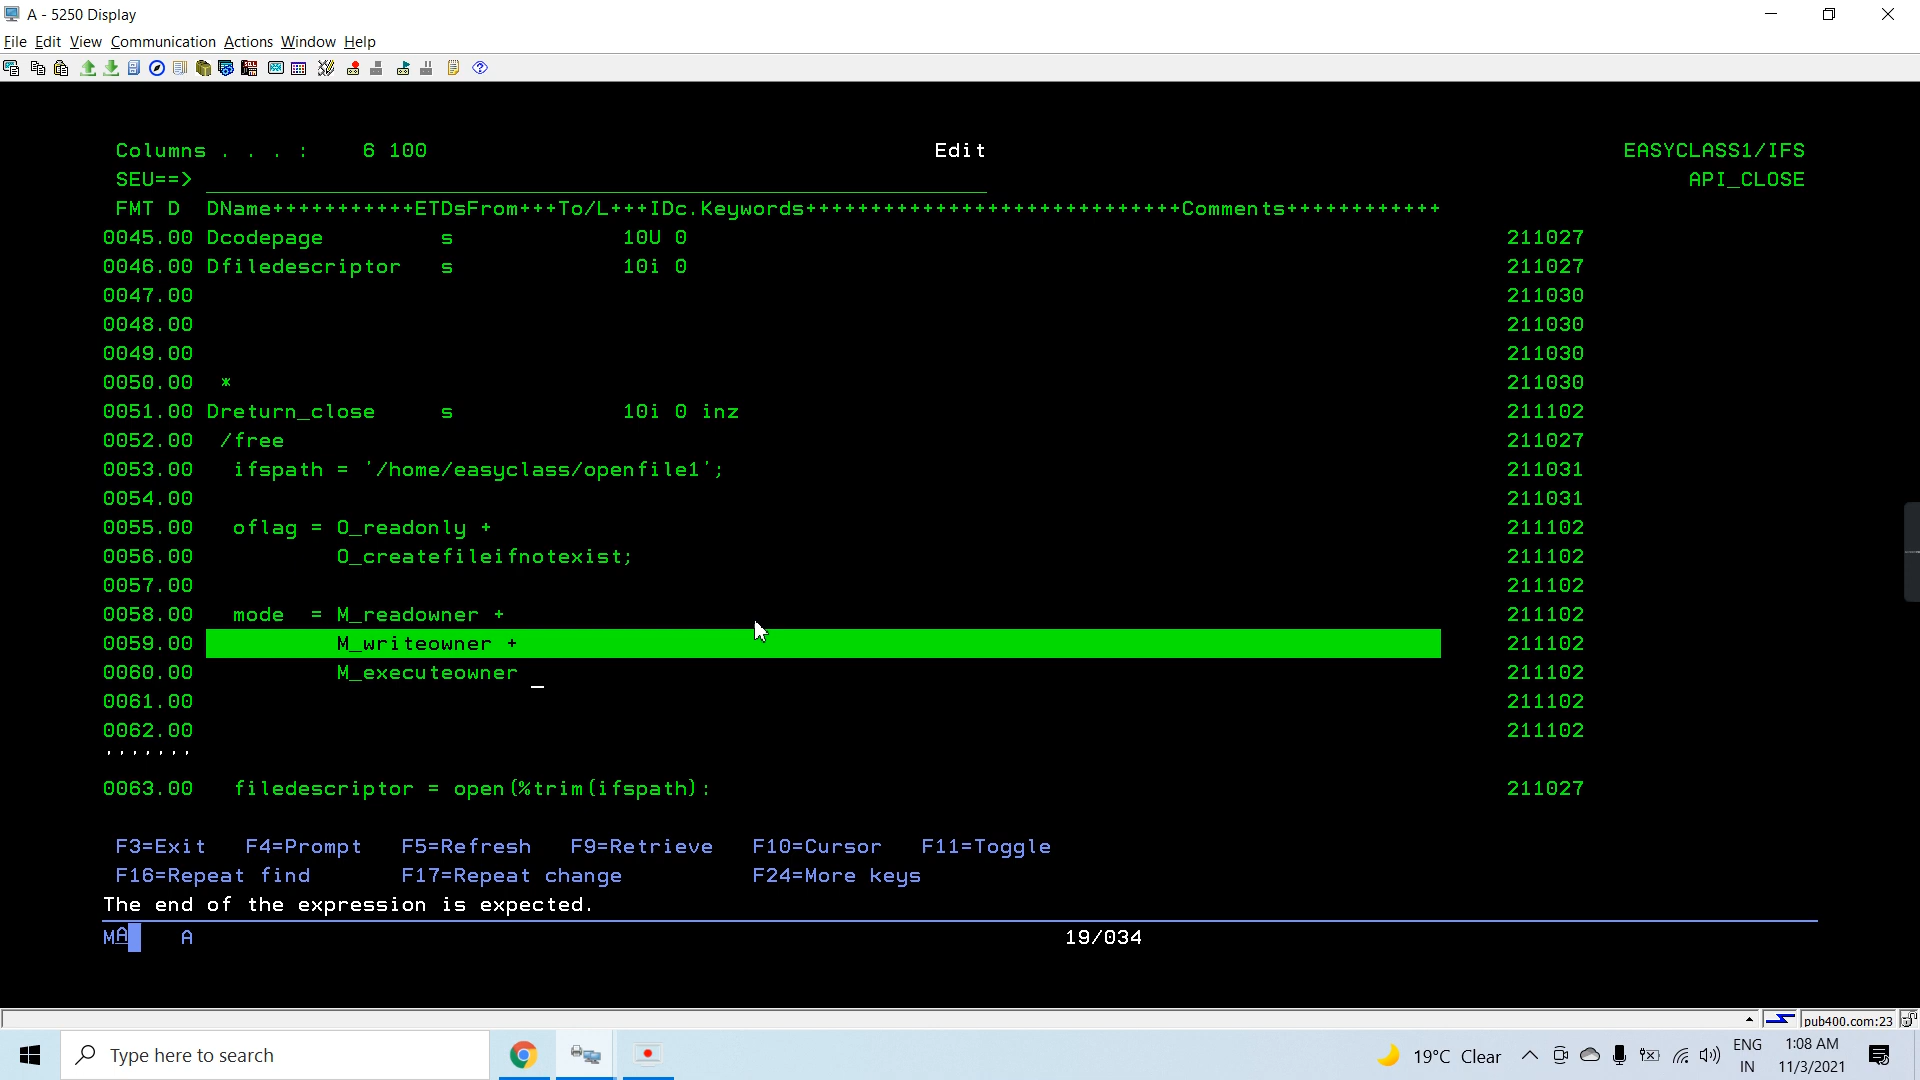 A - 5250 Display
File Edit View Communication Actions Window Help
Columns . . . :    6 100    Edit    EASYCLASS1/IFS
SEU==>    API_CLOSE
FMT D  DName+++++++++++ETDsFrom+++To/L+++IDc.Keywords+++++++++++++++++++++++++++++Comments++++++++++++
0045.00 Dcodepage         s             10U 0    211027
0046.00 Dfiledescriptor   s             10i 0    211027
0047.00    211030
0048.00    211030
0049.00    211030
0050.00  *    211030
0051.00 Dreturn_close     s             10i 0 inz    211102
0052.00  /free    211027
0053.00   ifspath = '/home/easyclass/openfile1';    211031
0054.00    211031
0055.00   oflag = O_readonly +    211102
0056.00           O_createfileifnotexist;    211102
0057.00    211102
0058.00   mode  = M_readowner +    211102
0059.00           M_writeowner +    211102
0060.00           M_executeowner _    211102
0061.00    211102
0062.00    211102
'''''''
0063.00   filedescriptor = open(%trim(ifspath):    211027
F3=Exit   F4=Prompt   F5=Refresh   F9=Retrieve   F10=Cursor   F11=Toggle
F16=Repeat find       F17=Repeat change          F24=More keys
The end of the expression is expected.
MA    A    19/034
pub400.com:23
Type here to search
19°C Clear
ENG
IN
1:08 AM
11/3/2021